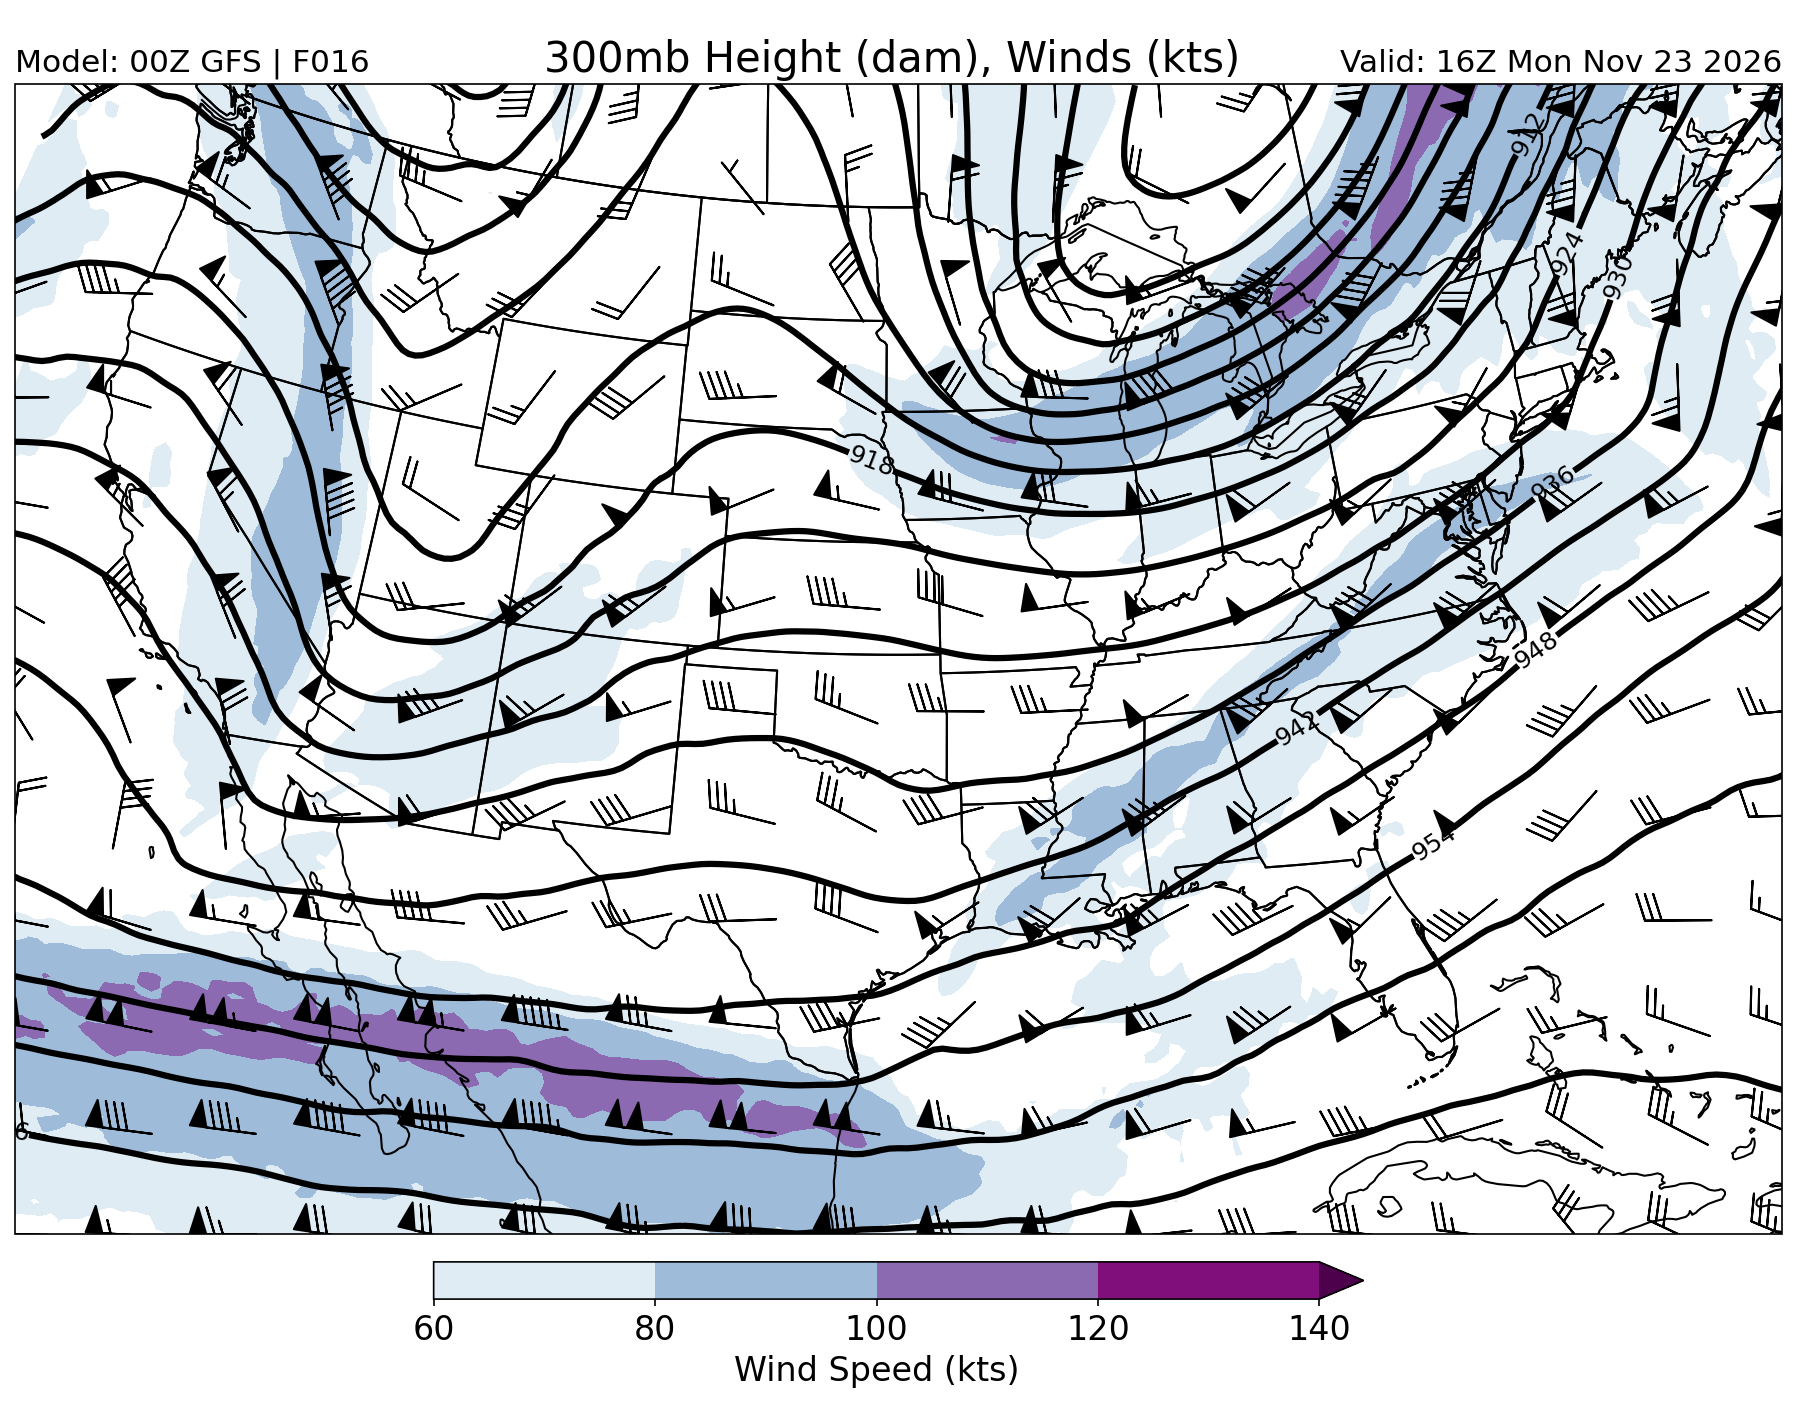 Model: 00Z GFS | F016
300mb Height (dam), Winds (kts)
Valid: 16Z Mon Nov 23 2026
912
924
930
918
936
948
942
954
6
60 80 100 120 140
Wind Speed (kts)